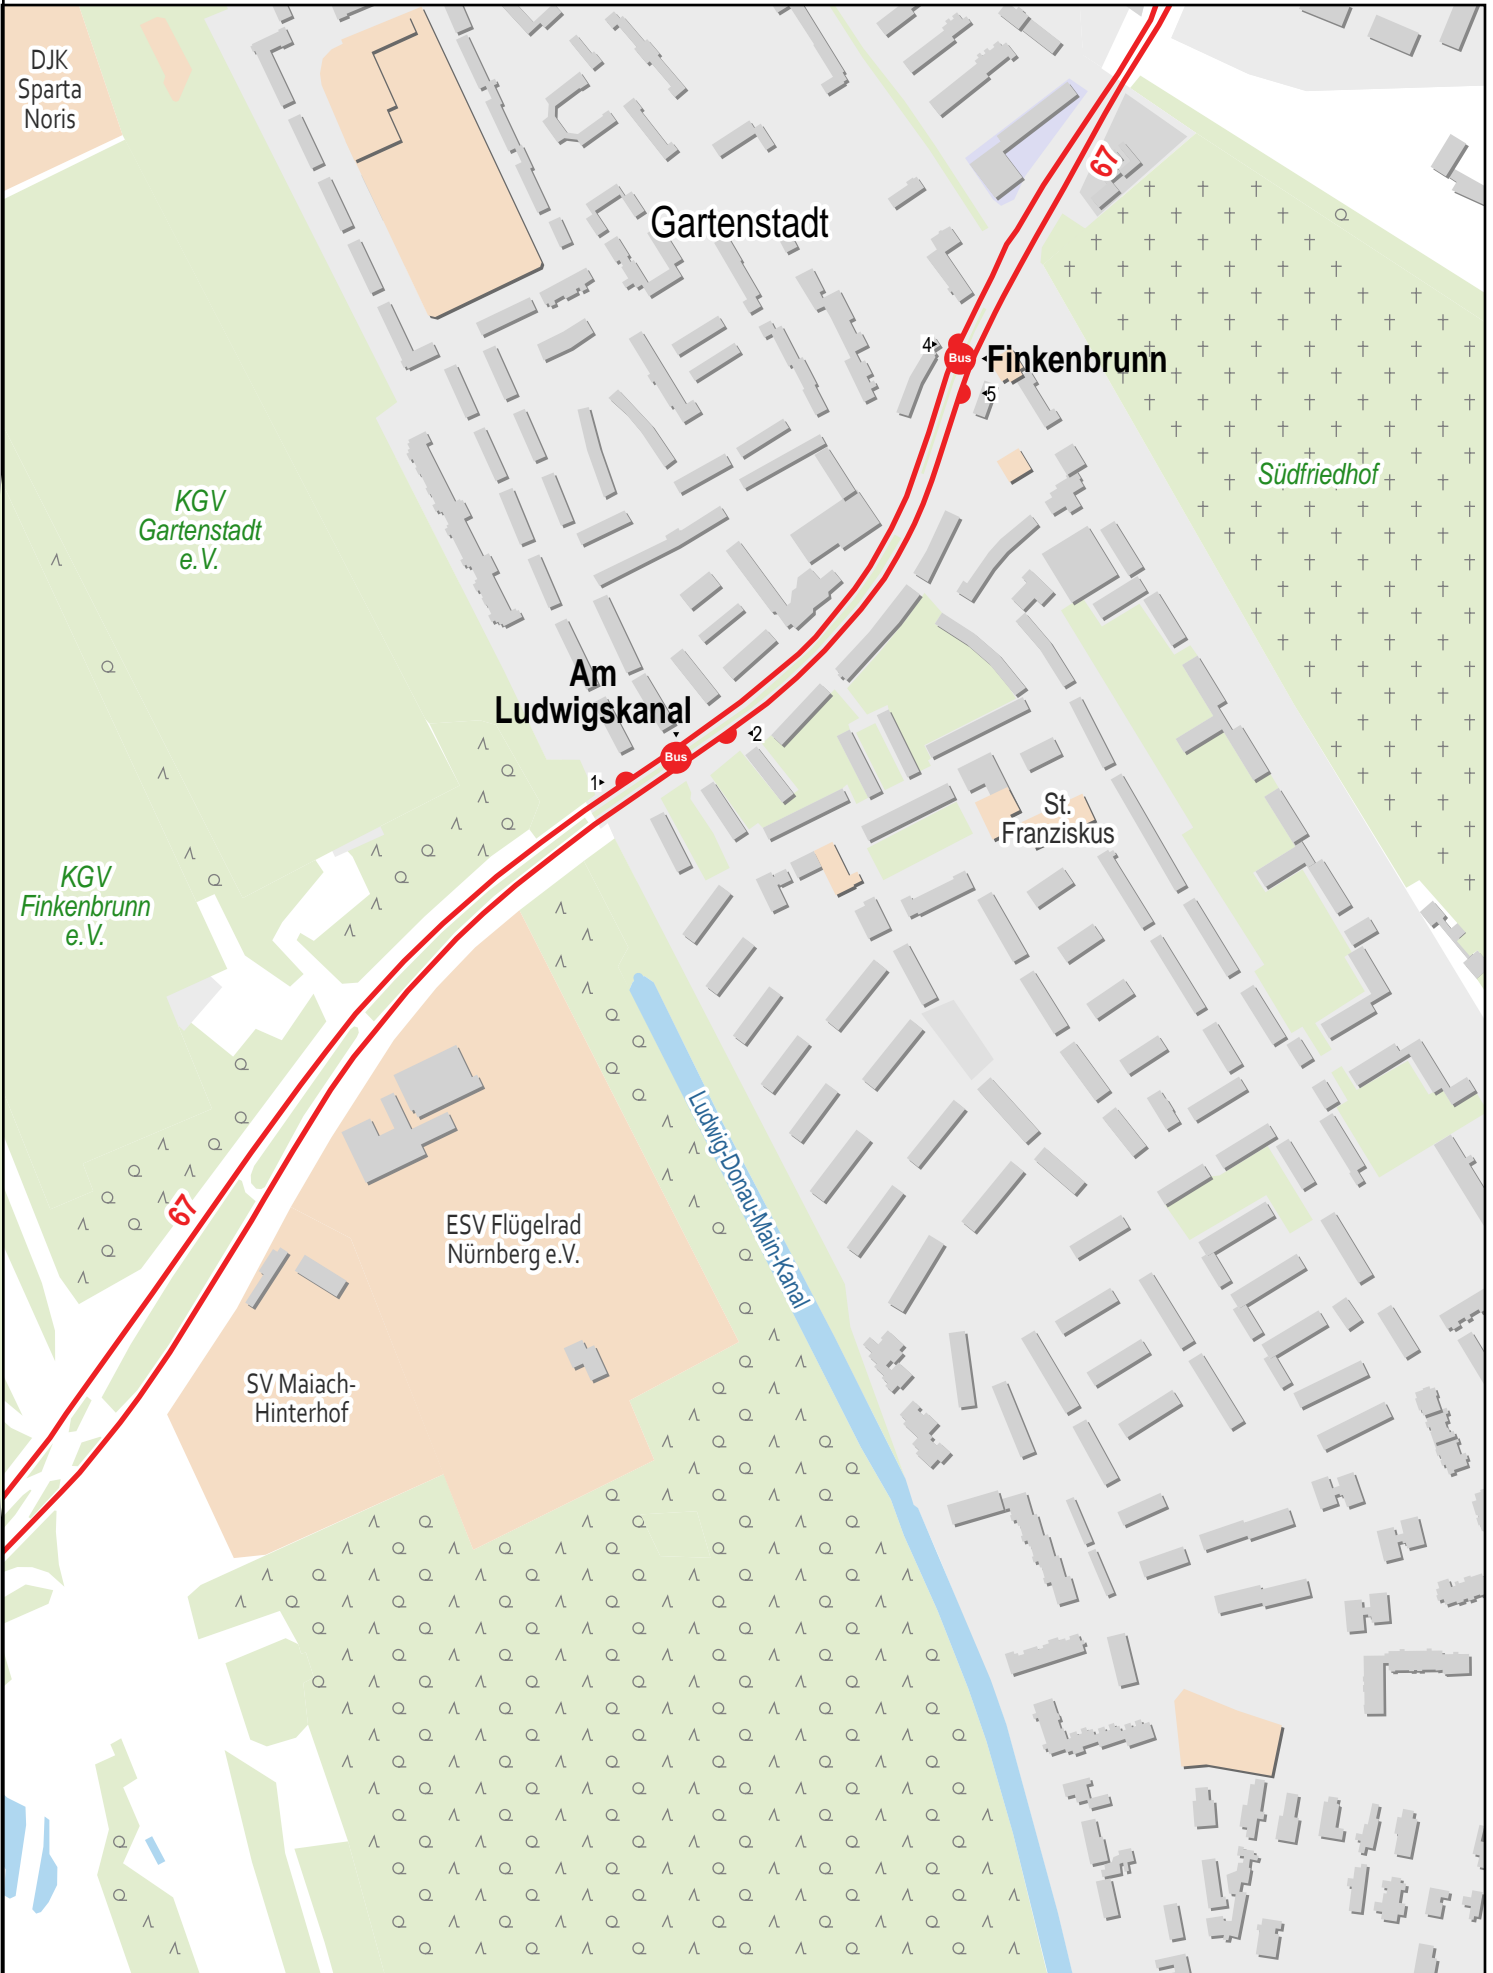 DJK
Sparta
Noris
67
Gartenstadt
4
Bus
Finkenbrunn
5
Südfriedhof
KGV
Gartenstadt
e.V.
Am
Ludwigskanal
2
Bus
1
St.
Franziskus
KGV
Finkenbrunn
e.V.
Ludwig-Donau-Main-Kanal
67
ESV Flügelrad
Nürnberg e.V.
SV Maiach-
Hinterhof